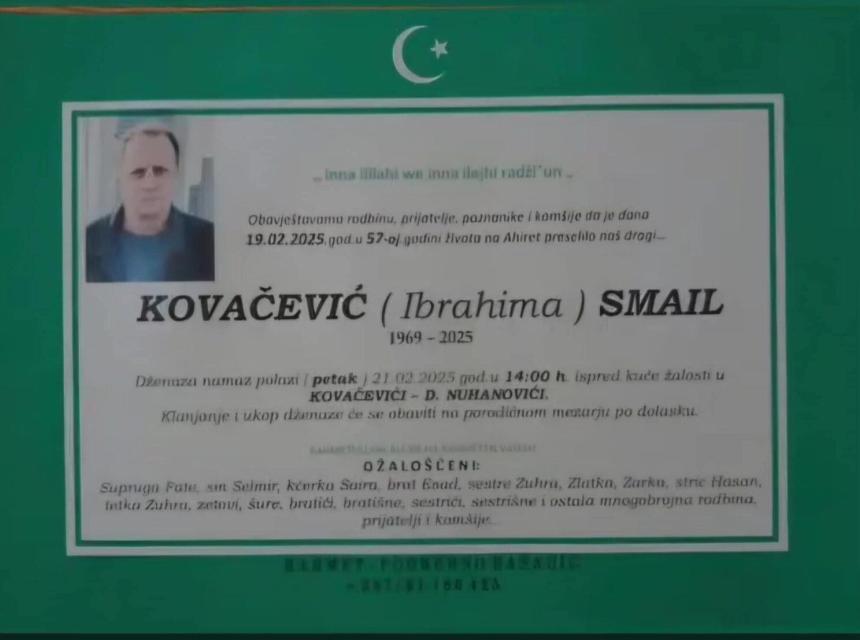 „inna lillahi we inna ilejhi radži'un„
Obavještavamo rodbinu, prijatelje, poznanike i komšije da je dana
19.02.2025.god.u 57-oj godini života na Ahiret preselio naš dragi...
KOVAČEVIĆ ( Ibrahima ) SMAIL
1969 - 2025
Dženaza namaz polazi ( petak ) 21.02.2025 god.u 14:00 h. ispred kuće žalosti u
KOVAČEVIĆI - D. NUHANOVIĆI.
Klanjanje i ukop dženaze će se obaviti na porodičnom mezarju po dolasku.
OŽALOŠĆENI:
Supruga Fata, sin Selmir, kćerka Saira, brat Enad, sestre Zuhra, Zlatka, Zarka, stric Hasan,
tetka Zuhra, zetovi, šure, bratići, bratišne, sestrići, sestrišne i ostala mnogobrojna rodbina,
prijatelji i komšije...